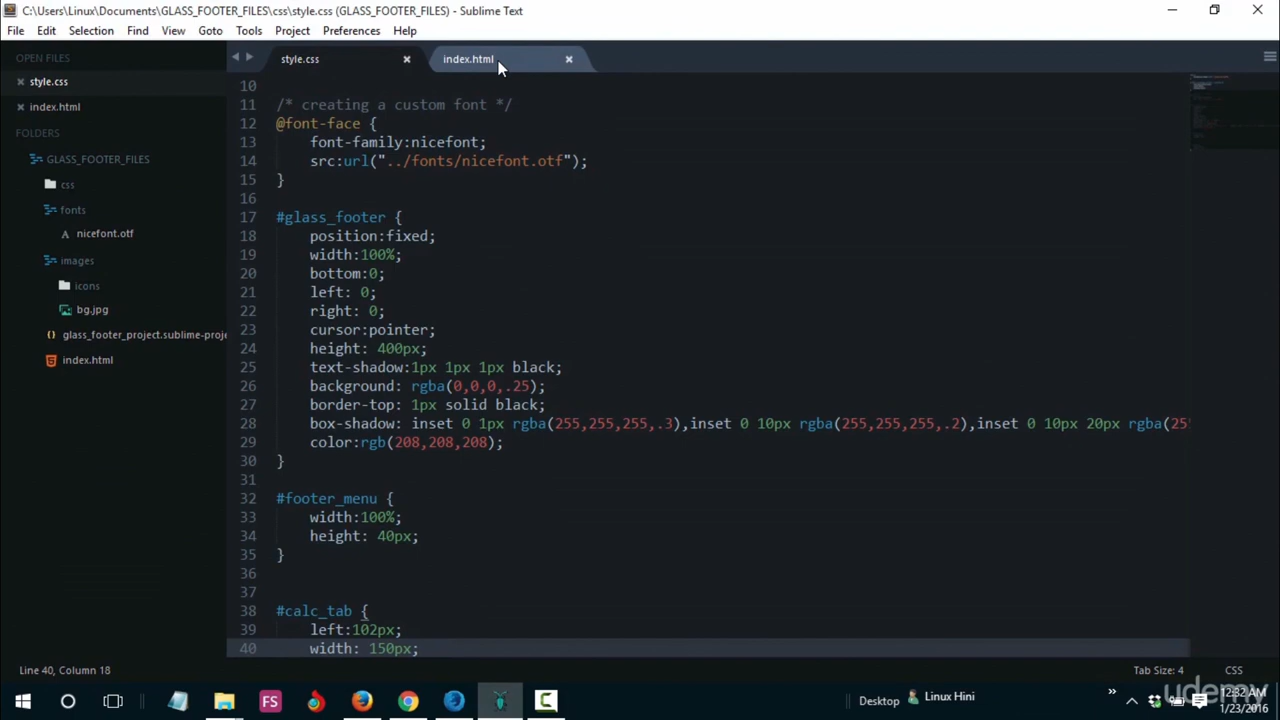 C:\Users\Linux\Documents\GLASS_FOOTER_FILES\css\style.css (GLASS_FOOTER_FILES) - Sublime Text
File Edit Selection Find View Goto Tools Project Preferences Help
OPEN FILES
style.css
index.html
FOLDERS
GLASS_FOOTER_FILES
css
fonts
nicefont.otf
images
icons
bg.jpg
glass_footer_project.sublime-proje
index.html
style.css
index.html
10
11 /* creating a custom font */
12 @font-face {
13 font-family:nicefont;
14 src:url("../fonts/nicefont.otf");
15 }
16
17 #glass_footer {
18 position:fixed;
19 width:100%;
20 bottom:0;
21 left: 0;
22 right: 0;
23 cursor:pointer;
24 height: 400px;
25 text-shadow:1px 1px 1px black;
26 background: rgba(0,0,0,.25);
27 border-top: 1px solid black;
28 box-shadow: inset 0 1px rgba(255,255,255,.3),inset 0 10px rgba(255,255,255,.2),inset 0 10px 20px rgba(25
29 color:rgb(208,208,208);
30 }
31
32 #footer_menu {
33 width:100%;
34 height: 40px;
35 }
36
37
38 #calc_tab {
39 left:102px;
40 width: 150px;
Line 40, Column 18
Tab Size: 4
CSS
FS
Desktop
Linux Hini
12:32 AM
1/23/2016
udemy